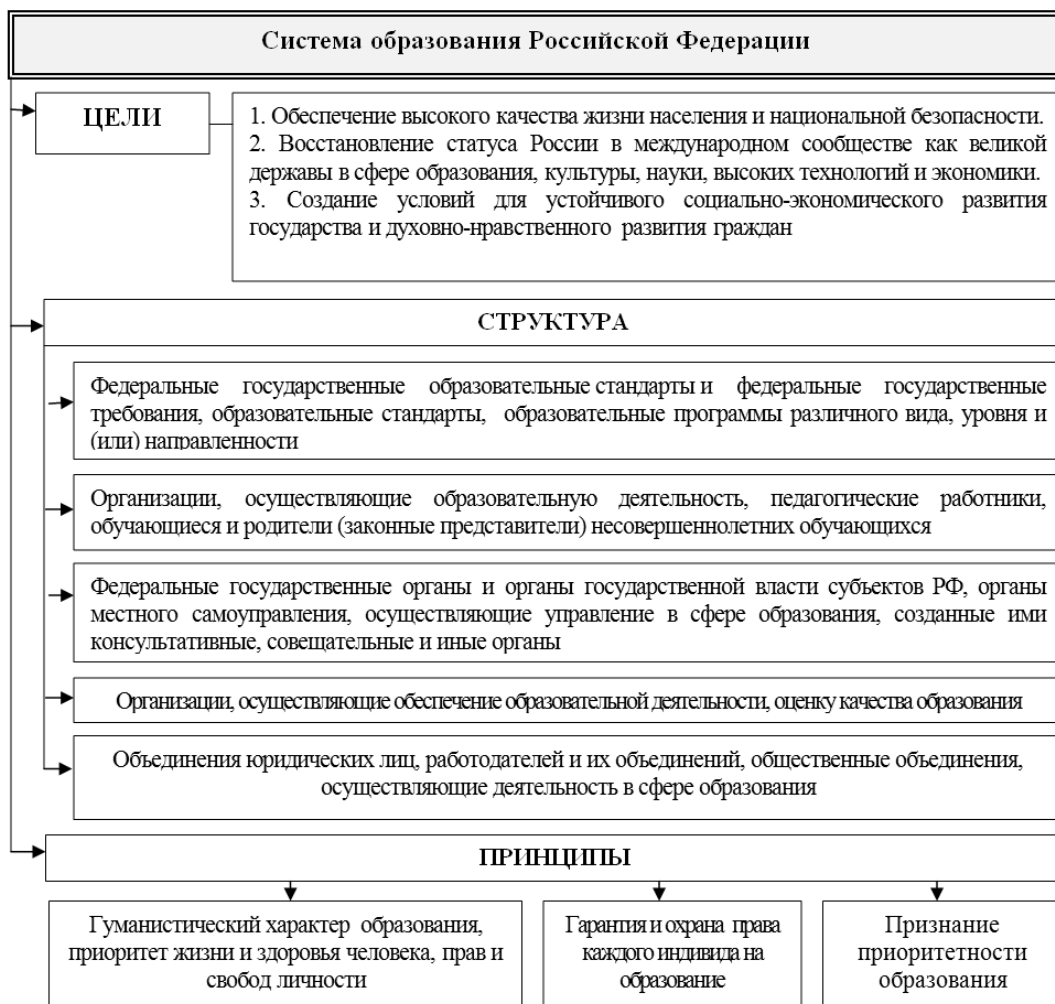 Система образования Российской Федерации
ЦЕЛИ
1. Обеспечение высокого качества жизни населения и национальной безопасности.
2. Восстановление статуса России в международном сообществе как великой
державы в сфере образования, культуры, науки, высоких технологий и экономики.
3. Создание условий для устойчивого социально-экономического развития
государства и духовно-нравственного развития граждан
СТРУКТУРА
Федеральные государственные образовательные стандарты и федеральные государственные
требования, образовательные стандарты, образовательные программы различного вида, уровня и
(или) направленности
Организации, осуществляющие образовательную деятельность, педагогические работники,
обучающиеся и родители (законные представители) несовершеннолетних обучающихся
Федеральные государственные органы и органы государственной власти субъектов РФ, органы
местного самоуправления, осуществляющие управление в сфере образования, созданные ими
консультативные, совещательные и иные органы
Организации, осуществляющие обеспечение образовательной деятельности, оценку качества образования
Объединения юридических лиц, работодателей и их объединений, общественные объединения,
осуществляющие деятельность в сфере образования
ПРИНЦИПЫ
Гуманистический характер образования,
приоритет жизни и здоровья человека, прав и
свобод личности
Гарантия и охрана права
каждого индивида на
образование
Признание
приоритетности
образования